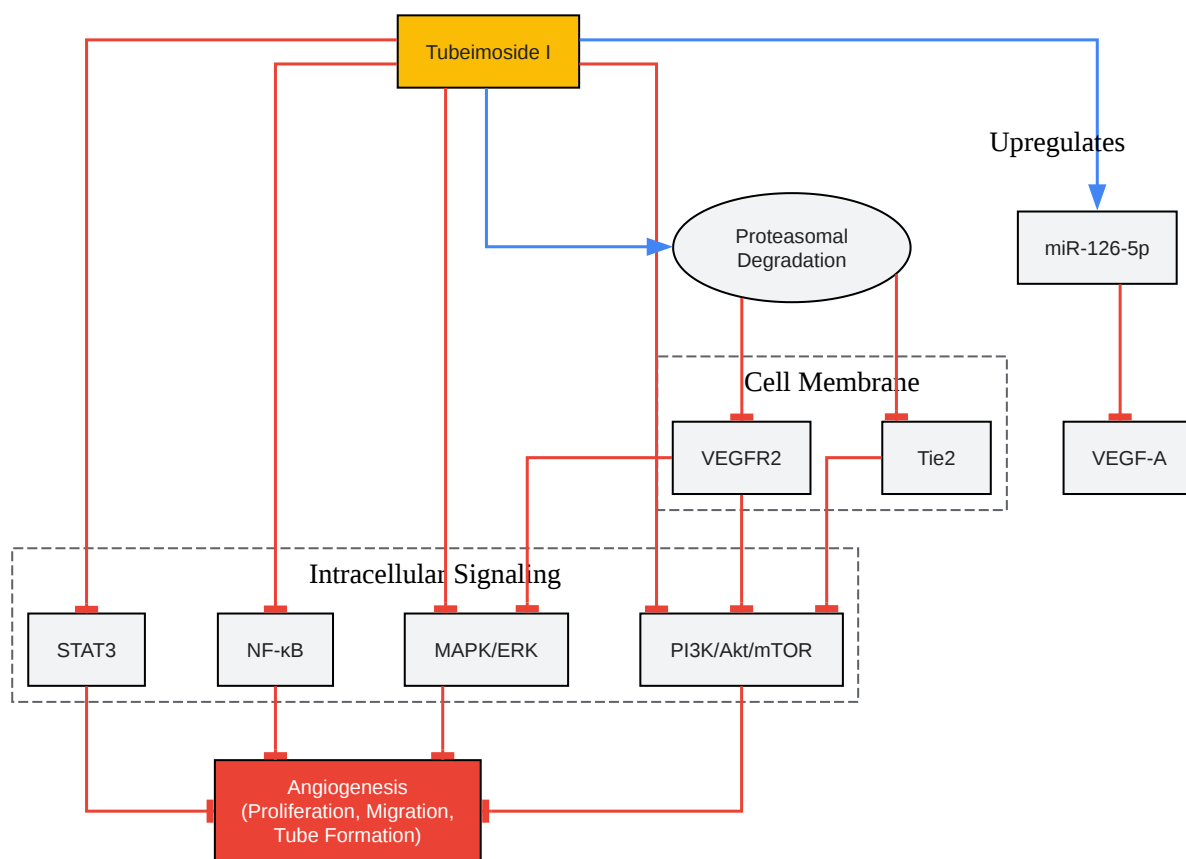 Tubeimoside I
Upregulates
Proteasomal
Degradation
miR-126-5p
Cell Membrane
VEGFR2
Tie2
VEGF-A
Intracellular Signaling
STAT3
NF-κB
MAPK/ERK
PI3K/Akt/mTOR
Angiogenesis
(Proliferation, Migration,
Tube Formation)